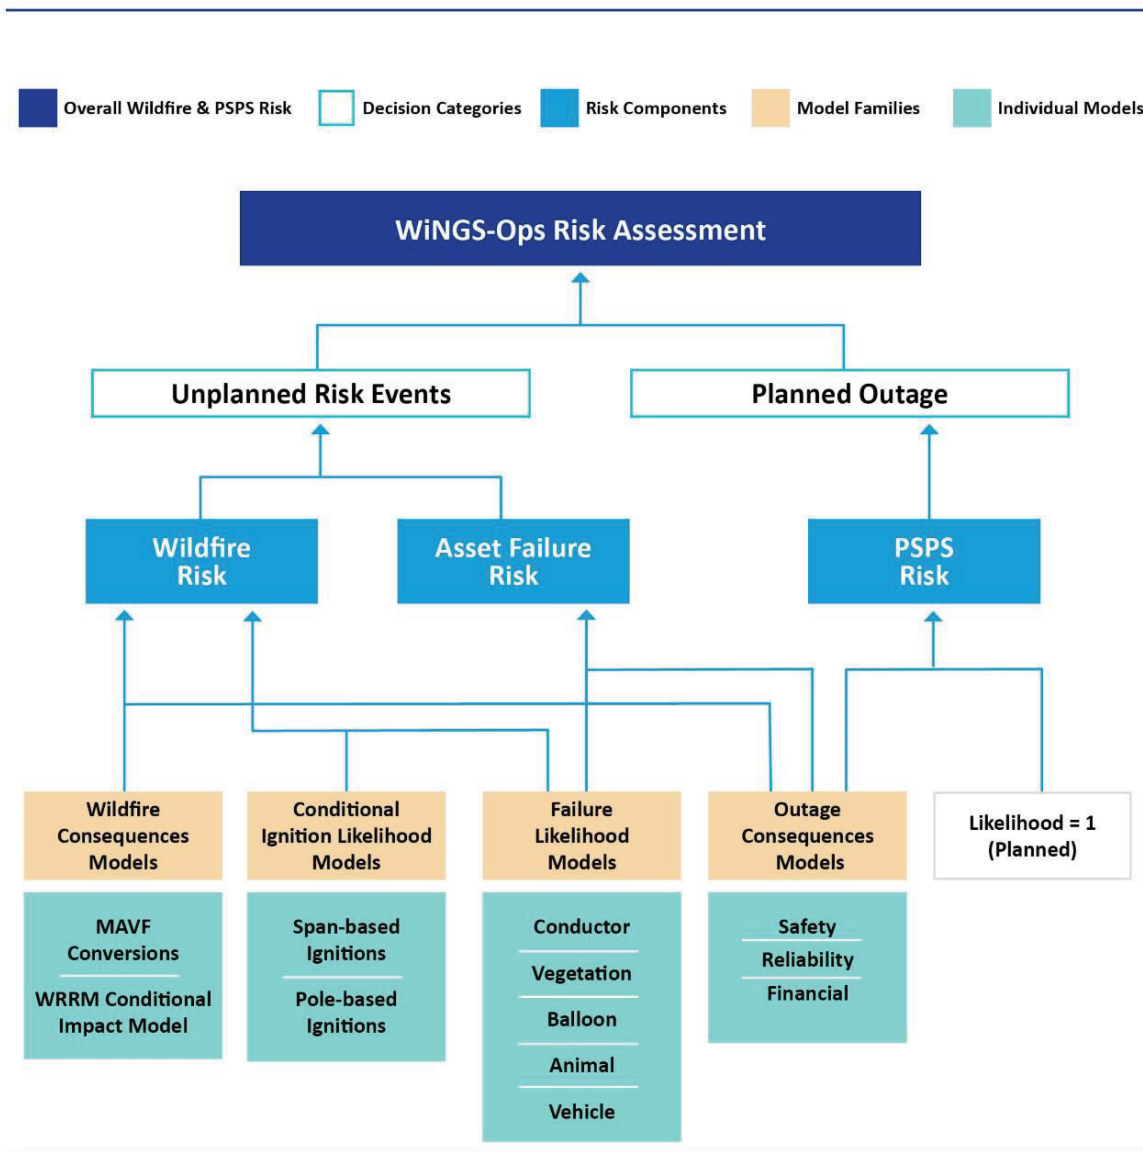 Overall Wildfire & PSPS Risk
Decision Categories
Risk Components
Model Families
Individual Models
WiNGS-Ops Risk Assessment
Unplanned Risk Events
Planned Outage
Wildfire
Risk
Asset Failure
Risk
PSPS
Risk
Wildfire
Consequences
Models
Conditional
Ignition Likelihood
Models
Failure
Likelihood
Models
Outage
Consequences
Models
Likelihood = 1
(Planned)
MAVF
Conversions
WRRM Conditional
Impact Model
Span-based
Ignitions
Pole-based
Ignitions
Conductor
Vegetation
Balloon
Animal
Vehicle
Safety
Reliability
Financial